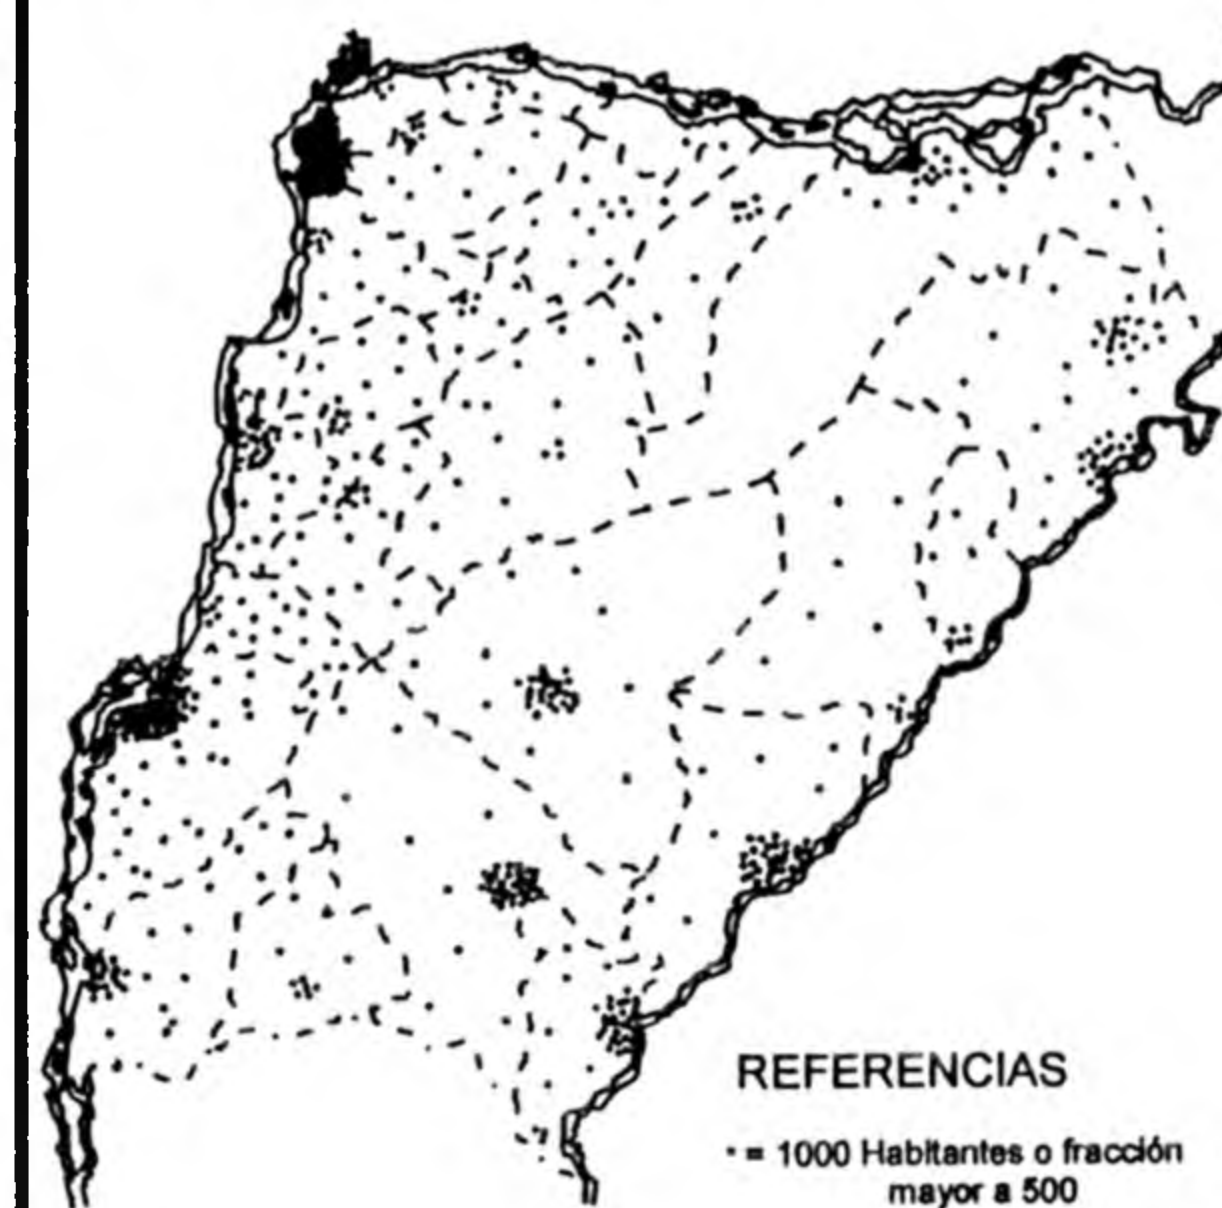 REFERENCIAS
· = 1000 Habitantes o fracción
mayor a 500